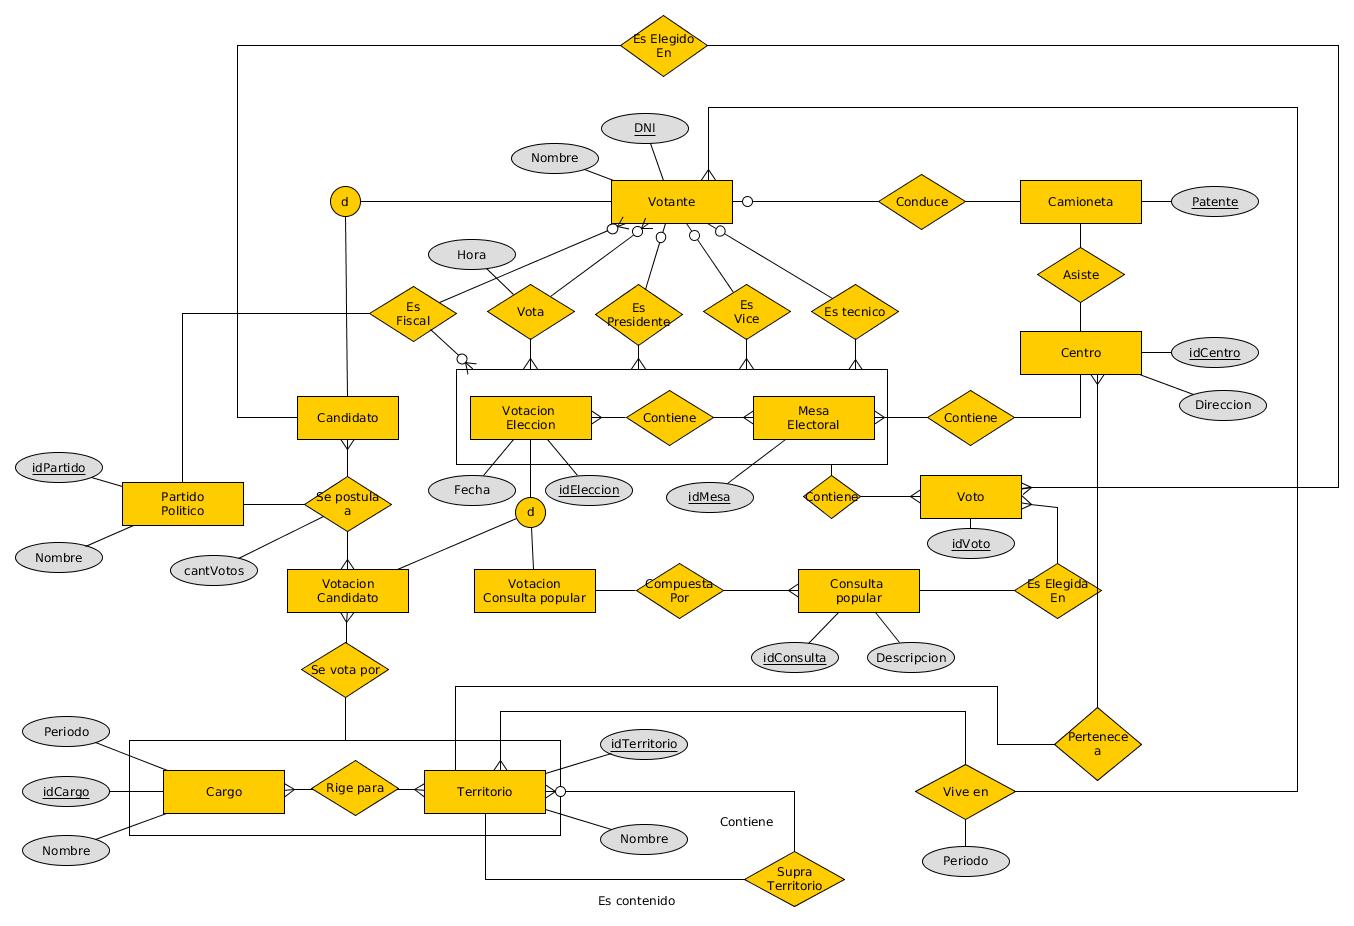 Es Elegido
En
DNI
Nombre
d
Votante
Conduce
Camioneta
Patente
Hora
Asiste
Es
Fiscal
Vota
Es
Presidente
Es
Vice
Es tecnico
Centro
idCentro
Direccion
Candidato
Votacion
Eleccion
Contiene
Mesa
Electoral
Contiene
idPartido
Partido
Politico
Se postula
a
Fecha
idEleccion
idMesa
Contiene
Voto
d
idVoto
Nombre
cantVotos
Votacion
Candidato
Votacion
Consulta popular
Compuesta
Por
Consulta
popular
Es Elegida
En
idConsulta
Descripcion
Se vota por
Periodo
idTerritorio
Pertenece
a
idCargo
Cargo
Rige para
Territorio
Vive en
Contiene
Nombre
Nombre
Periodo
Supra
Territorio
Es contenido